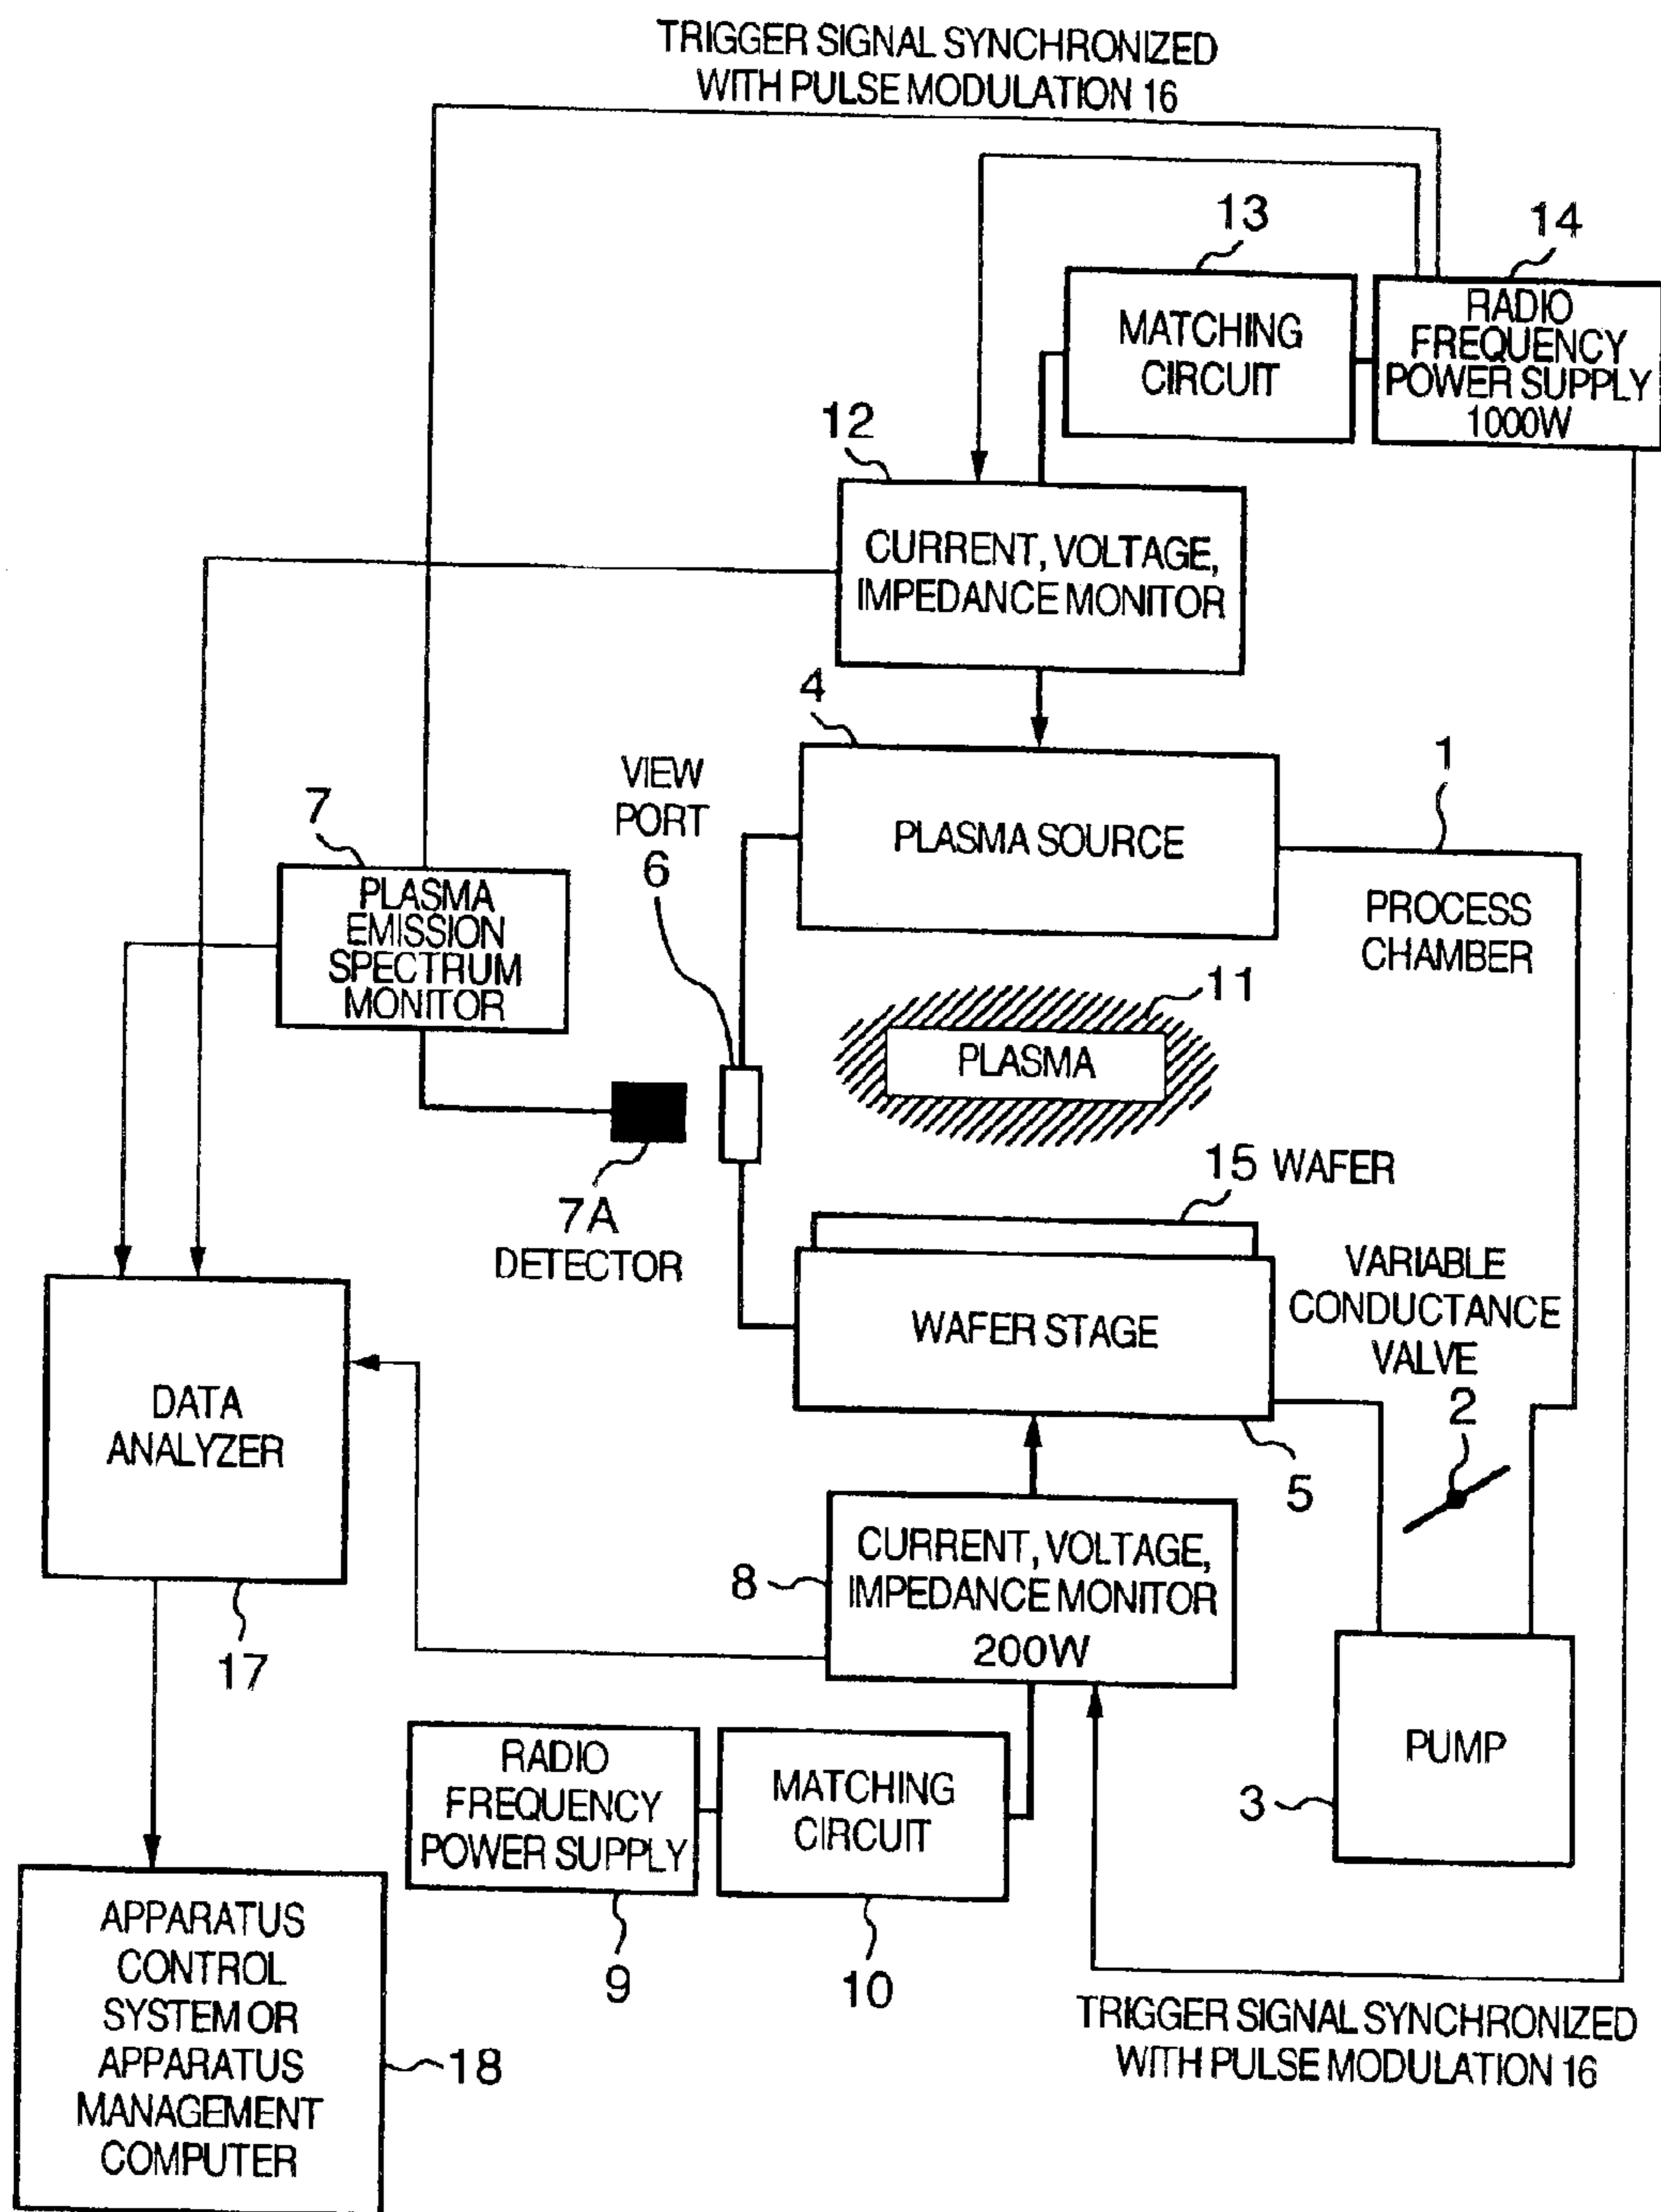 TRIGGER SIGNAL SYNCHRONIZED
WITH PULSE MODULATION 16
13
14
MATCHING
CIRCUIT
RADIO
FREQUENCY
POWER SUPPLY
1000W
12
CURRENT, VOLTAGE,
IMPEDANCE MONITOR
4
1
PLASMA SOURCE
VIEW
PORT
6
7
PLASMA
EMISSION
SPECTRUM
MONITOR
PROCESS
CHAMBER
11
PLASMA
7A
DETECTOR
15 WAFER
WAFER STAGE
5
VARIABLE
CONDUCTANCE
VALVE
2
DATA
ANALYZER
17
8
CURRENT, VOLTAGE,
IMPEDANCE MONITOR
200W
PUMP
3
RADIO
FREQUENCY
POWER SUPPLY
9
MATCHING
CIRCUIT
10
APPARATUS
CONTROL
SYSTEM OR
APPARATUS
MANAGEMENT
COMPUTER
18
TRIGGER SIGNAL SYNCHRONIZED
WITH PULSE MODULATION 16